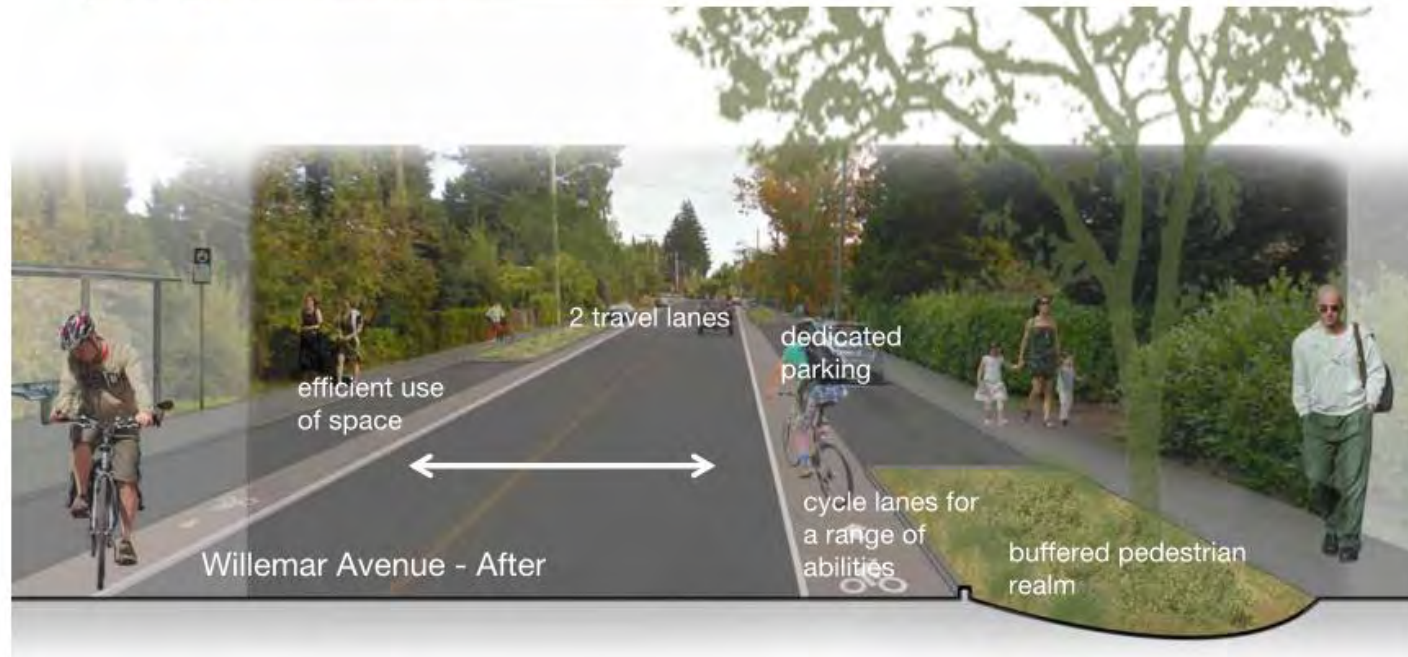 2 travel lanes
dedicated
parking
efficient use
of space
cycle lanes for
a range of
abilities
buffered pedestrian
realm
Willemar Avenue - After